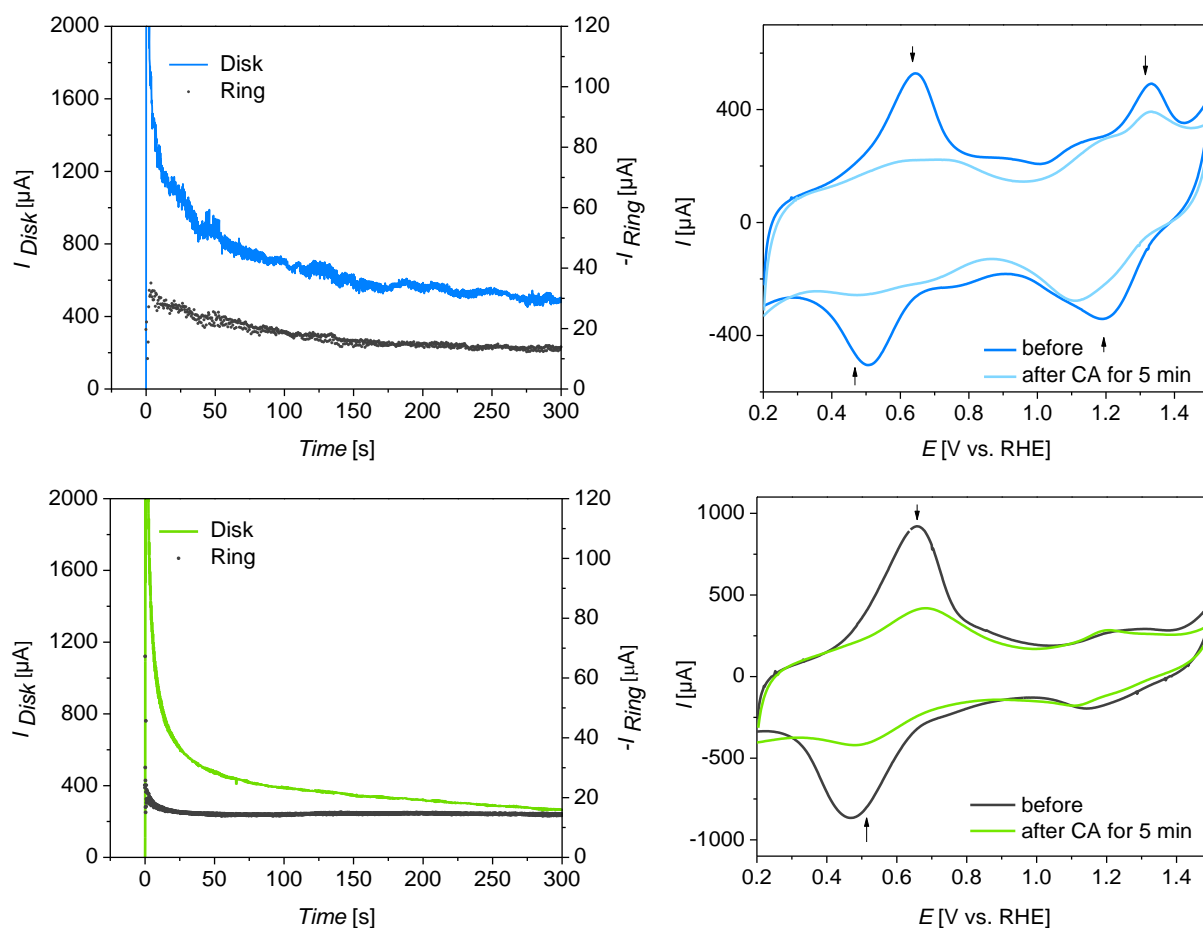 2000
1600
1200
800
400
0
I Disk [µA]
120
100
80
60
40
20
0
-I Ring [µA]
Disk
Ring
0 50 100 150 200 250 300
Time [s]
400
0
-400
I [µA]
before
after CA for 5 min
0.2 0.4 0.6 0.8 1.0 1.2 1.4
E [V vs. RHE]
2000
1600
1200
800
400
0
I Disk [µA]
120
100
80
60
40
20
0
-I Ring [µA]
Disk
Ring
0 50 100 150 200 250 300
Time [s]
1000
500
0
-500
-1000
I [µA]
before
after CA for 5 min
0.2 0.4 0.6 0.8 1.0 1.2 1.4
E [V vs. RHE]